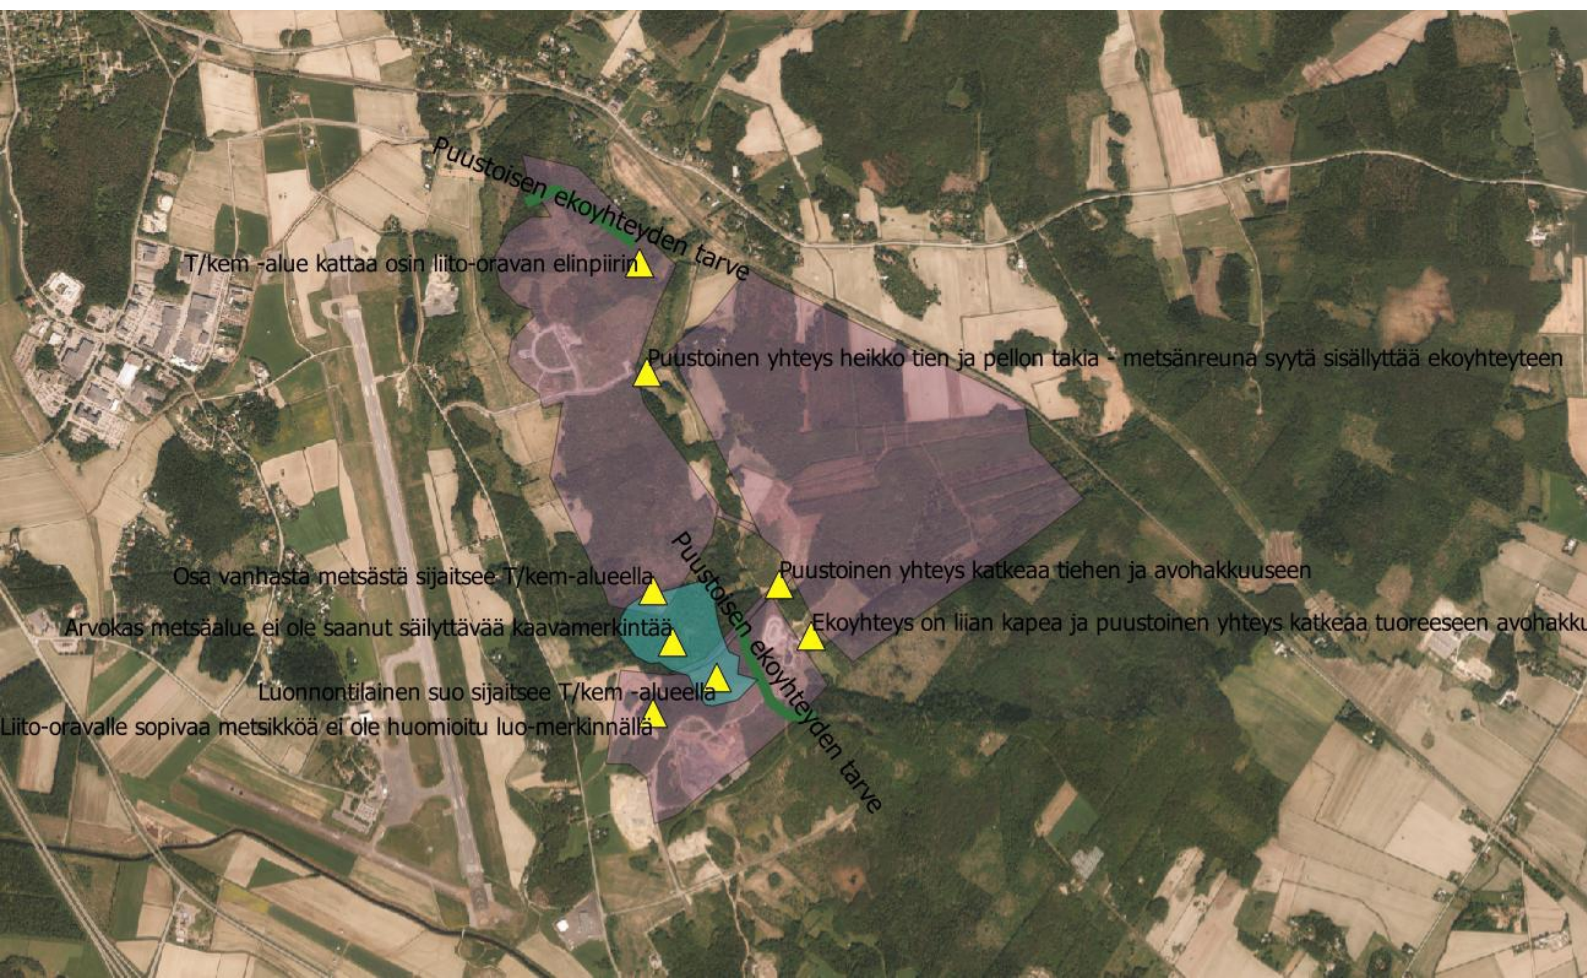 Puustoisen ekoyhteyden tarve
T/kem -alue kattaa osin liito-oravan elinpiirin
Puustoinen yhteys heikko tien ja pellon takia - metsänreuna syytä sisällyttää ekoyhteyteen
Puustoisen ekoyhteyden tarve
Osa vanhasta metsästä sijaitsee T/kem-alueella
Puustoinen yhteys katkeaa tiehen ja avohakkuuseen
Arvokas metsäalue ei ole saanut säilyttävää kaavamerkintää
Ekoyhteys on liian kapea ja puustoinen yhteys katkeaa tuoreeseen avohakku
Luonnontilainen suo sijaitsee T/kem -alueella
Liito-oravalle sopivaa metsikköä ei ole huomioitu luo-merkinnällä